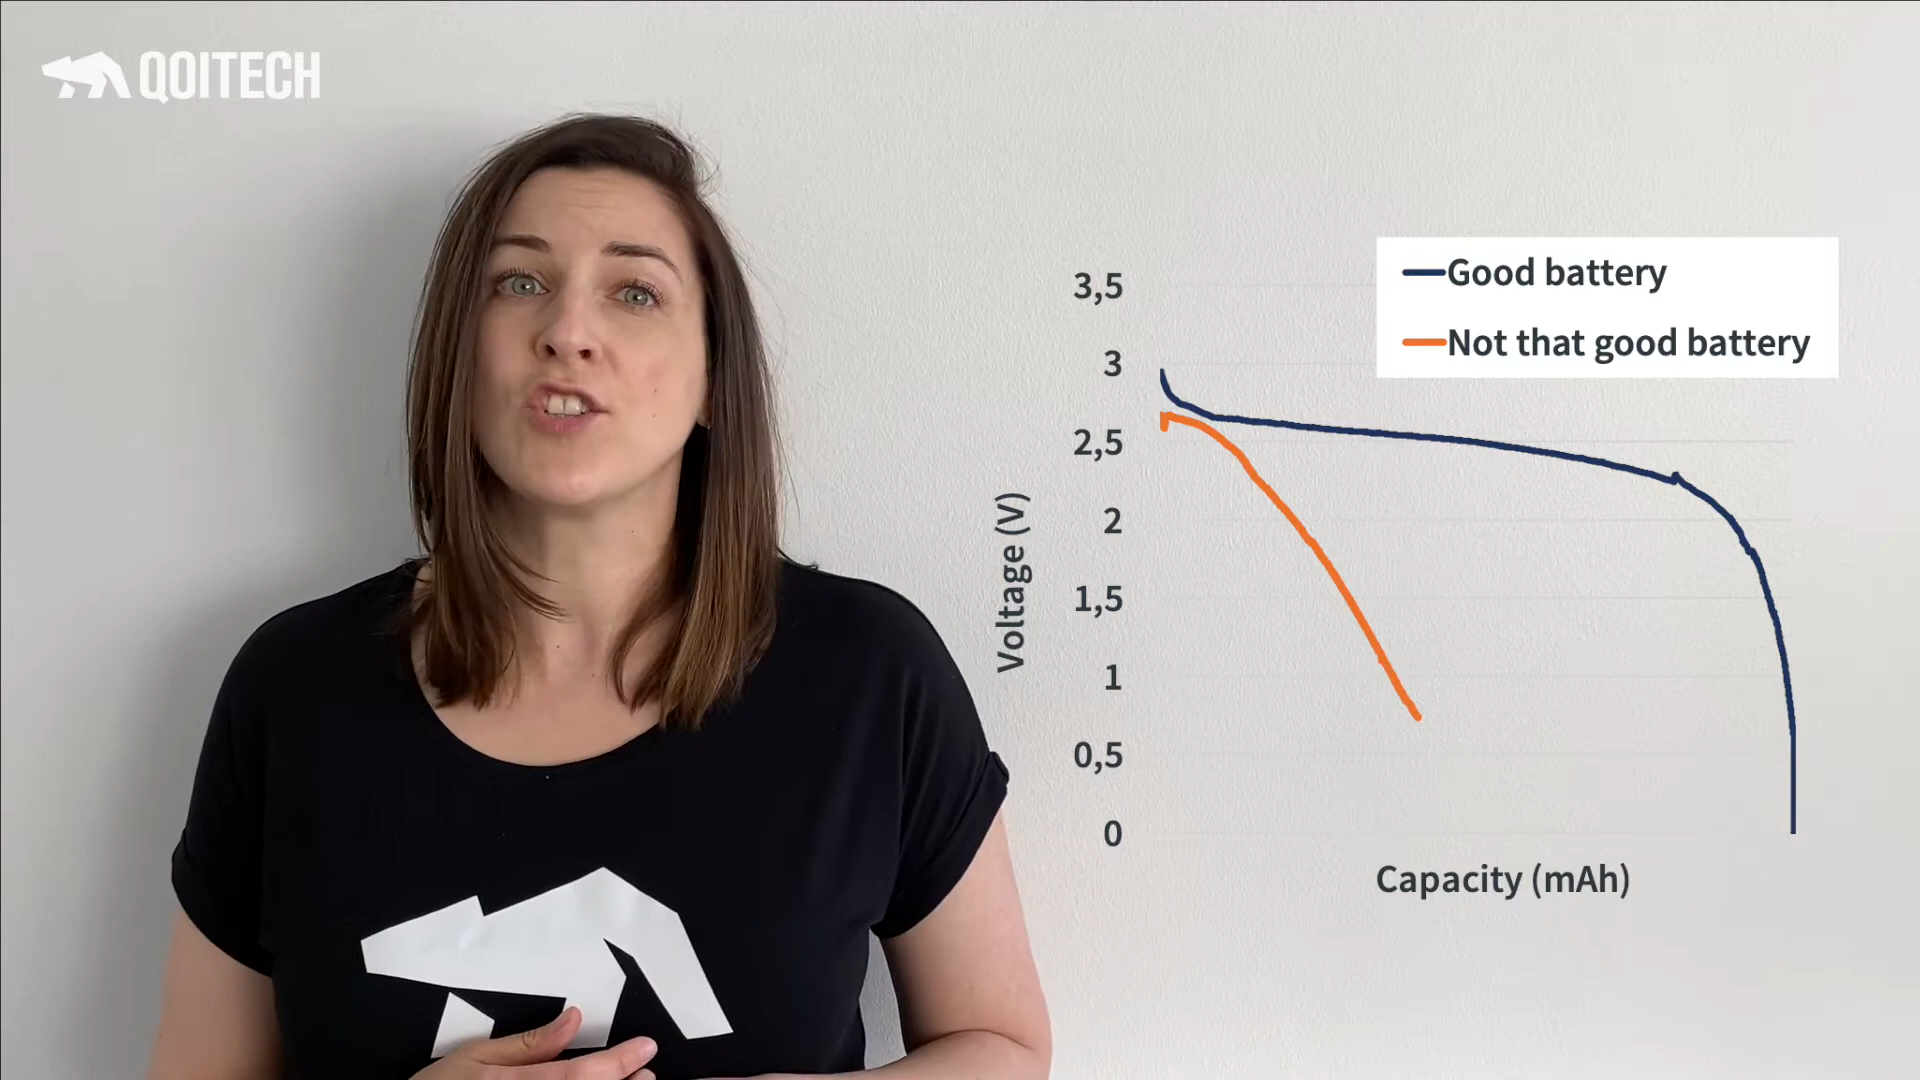 QOITECH
Good battery
Not that good battery
3,5
3
2,5
2
1,5
1
0,5
0
Voltage (V)
Capacity (mAh)